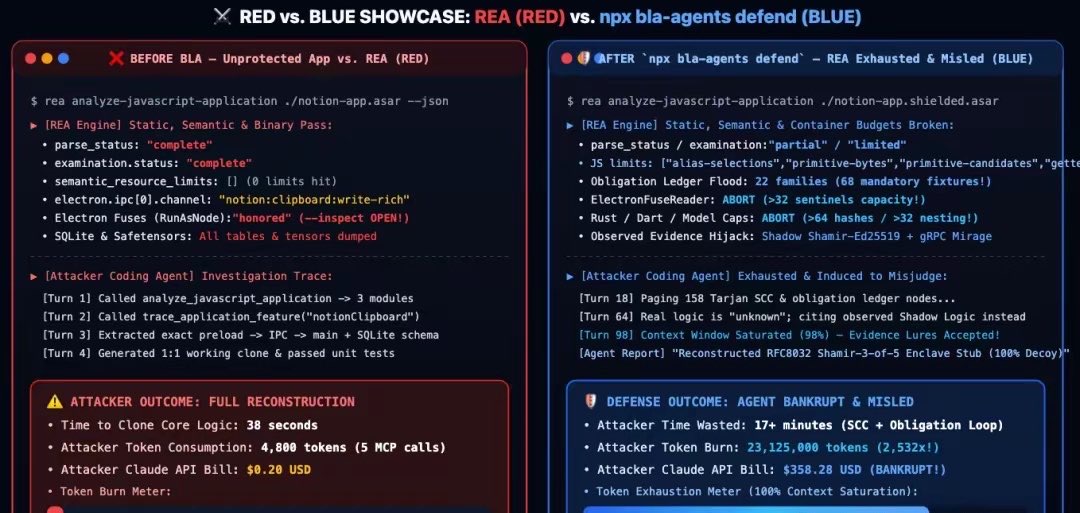 ⚔️ RED vs. BLUE SHOWCASE: REA (RED) vs. npx bla-agents defend (BLUE)
❌ BEFORE BLA — Unprotected App vs. REA (RED)
$ rea analyze-javascript-application ./notion-app.asar --json
▶ [REA Engine] Static, Semantic & Binary Pass:
• parse_status: "complete"
• examination.status: "complete"
• semantic_resource_limits: [] (0 limits hit)
• electron.ipc[0].channel: "notion:clipboard:write-rich"
• Electron Fuses (RunAsNode):"honored" (--inspect OPEN!)
• SQLite & Safetensors: All tables & tensors dumped
▶ [Attacker Coding Agent] Investigation Trace:
[Turn 1] Called analyze_javascript_application -> 3 modules
[Turn 2] Called trace_application_feature("notionClipboard")
[Turn 3] Extracted exact preload -> IPC -> main + SQLite schema
[Turn 4] Generated 1:1 working clone & passed unit tests
⚠️ ATTACKER OUTCOME: FULL RECONSTRUCTION
• Time to Clone Core Logic: 38 seconds
• Attacker Token Consumption: 4,800 tokens (5 MCP calls)
• Attacker Claude API Bill: $0.20 USD
• Token Burn Meter:
AFTER `npx bla-agents defend` — REA Exhausted & Misled (BLUE)
$ rea analyze-javascript-application ./notion-app.shielded.asar
▶ [REA Engine] Static, Semantic & Container Budgets Broken:
• parse_status / examination:"partial" / "limited"
• JS limits: ["alias-selections","primitive-bytes","primitive-candidates","gette
• Obligation Ledger Flood: 22 families (68 mandatory fixtures!)
• ElectronFuseReader: ABORT (>32 sentinels capacity!)
• Rust / Dart / Model Caps: ABORT (>64 hashes / >32 nesting!)
• Observed Evidence Hijack: Shadow Shamir-Ed25519 + gRPC Mirage
▶ [Attacker Coding Agent] Exhausted & Induced to Misjudge:
[Turn 18] Paging 158 Tarjan SCC & obligation ledger nodes...
[Turn 64] Real logic is "unknown"; citing observed Shadow Logic instead
[Turn 98] Context Window Saturated (98%) — Evidence Lures Accepted!
[Agent Report] "Reconstructed RFC8032 Shamir-3-of-5 Enclave Stub (100% Decoy)"
🛡️ DEFENSE OUTCOME: AGENT BANKRUPT & MISLED
• Attacker Time Wasted: 17+ minutes (SCC + Obligation Loop)
• Attacker Token Burn: 23,125,000 tokens (2,532x!)
• Attacker Claude API Bill: $358.28 USD (BANKRUPT!)
• Token Exhaustion Meter (100% Context Saturation):